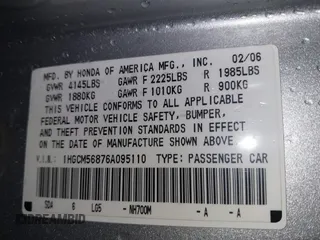 MFD. BY HONDA OF AMERICA MFG., INC. 02/06
GVWR 4145LBS GAWR F 2225LBS R 1985LBS
GVWR 1880KG GAWR F 1010KG R 900KG
THIS VEHICLE CONFORMS TO ALL APPLICABLE
FEDERAL MOTOR VEHICLE SAFETY, BUMPER,
AND THEFT PREVENTION STANDARDS IN EFFECT
ON THE DATE OF MANUFACTURE SHOWN ABOVE.
V.I.N. 1HGCM56876A095110 TYPE: PASSENGER CAR
SDA 6 LG5 - NH700M - A - A
DREAMBID